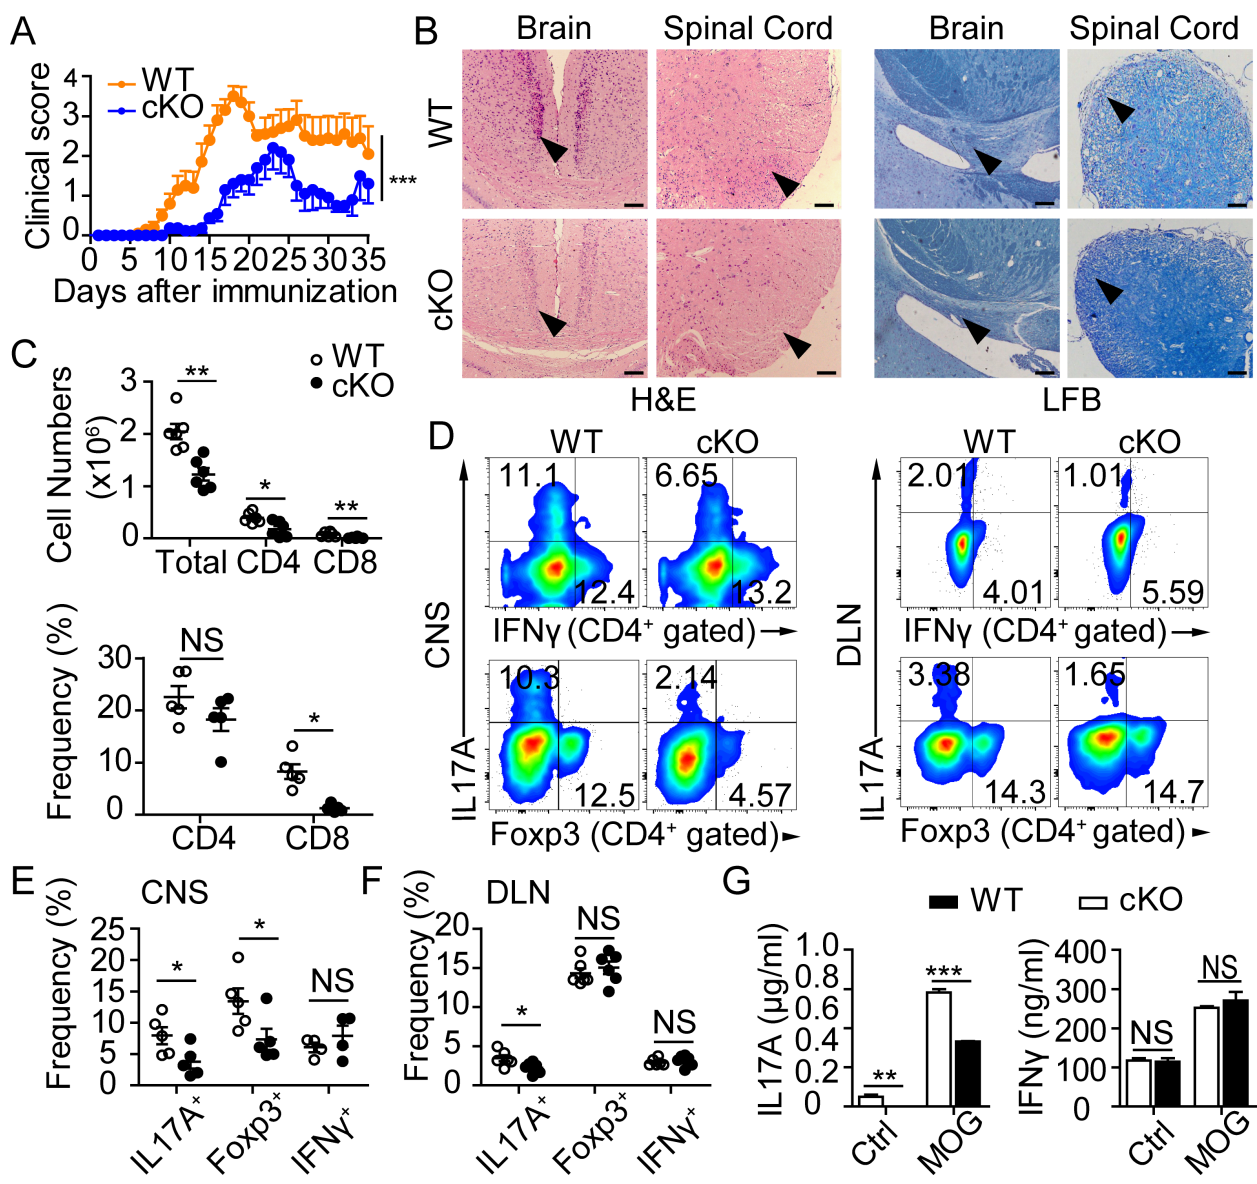 A
Clinical score
4
3
2
1
0
WT
cKO
***
0 5 10 15 20 25 30 35
Days after immunization
B
Brain Spinal Cord Brain Spinal Cord
WT
cKO
H&E LFB
C
WT
cKO
Cell Numbers
(x10⁶)
3
2
1
0
** * **
Total CD4 CD8
Frequency (%)
30
20
10
0
NS *
CD4 CD8
D
WT cKO WT cKO
CNS
IL17A
11.1 6.65
12.4 13.2
IFNγ (CD4⁺ gated)
10.3 2.14
12.5 4.57
Foxp3 (CD4⁺ gated)
DLN
IL17A
2.01 1.01
4.01 5.59
IFNγ (CD4⁺ gated)
3.38 1.65
14.3 14.7
Foxp3 (CD4⁺ gated)
E CNS
Frequency (%)
25
20
15
10
5
0
* * NS
IL17A⁺ Foxp3⁺ IFNγ⁺
F DLN
Frequency (%)
20
15
10
5
0
* NS NS
IL17A⁺ Foxp3⁺ IFNγ⁺
G
WT cKO
IL17A (μg/ml)
1.0
0.8
0.6
0.4
0.2
0
** ***
Ctrl MOG
IFNγ (ng/ml)
400
300
200
100
0
NS NS
Ctrl MOG